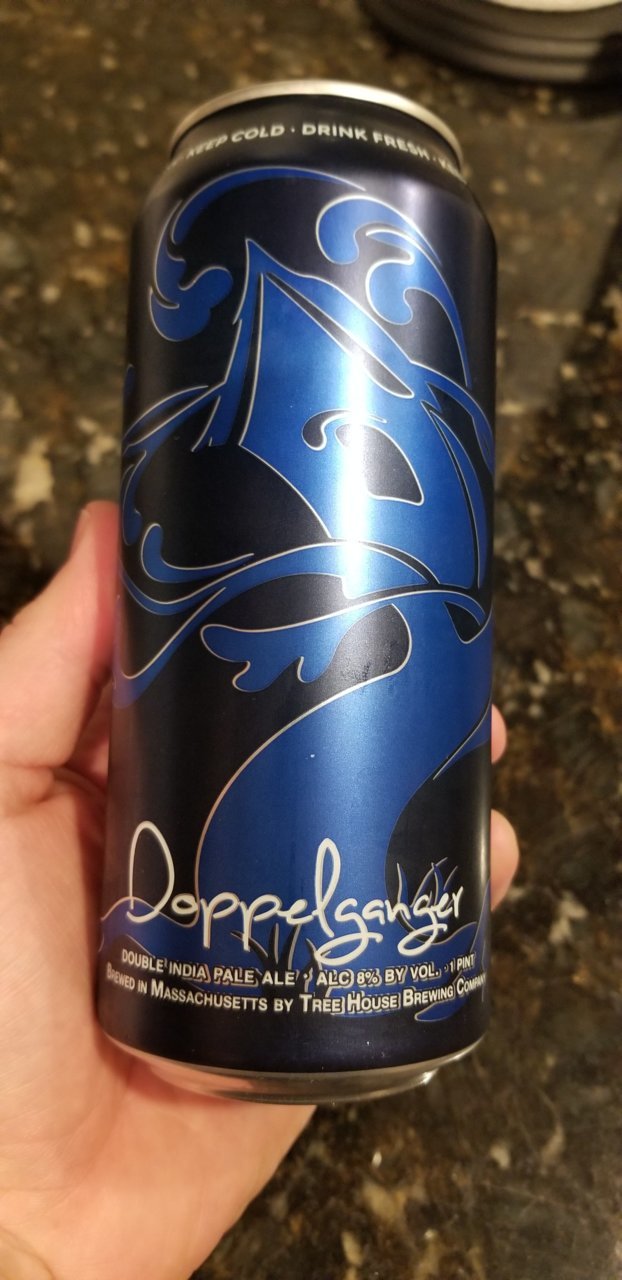 KEEP COLD · DRINK FRESH ·
Doppelganger
DOUBLE INDIA PALE ALE · ALC 8% BY VOL. · 1 PINT
BREWED IN MASSACHUSETTS BY TREE HOUSE BREWING COMPANY